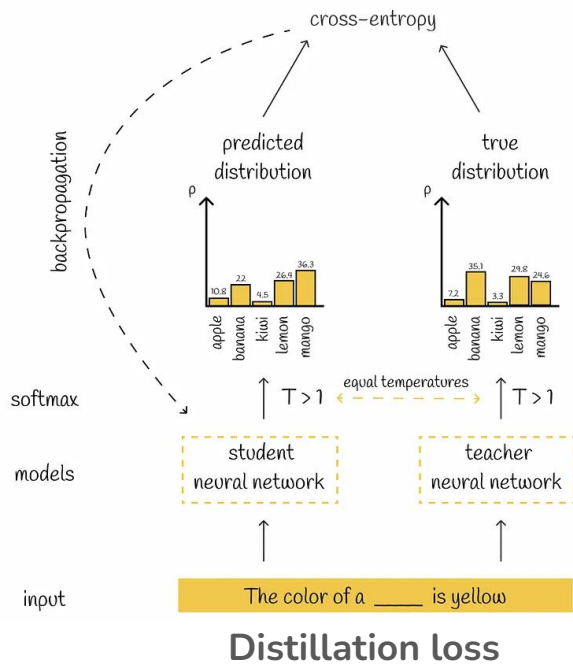 cross-entropy
backpropagation
predicted
distribution
true
distribution
ρ
10.8
22
4.5
26.4
36.3
apple
banana
kiwi
lemon
mango
ρ
7.2
35.1
3.3
29.8
24.6
apple
banana
kiwi
lemon
mango
softmax
T > 1
equal temperatures
T > 1
models
student
neural network
teacher
neural network
input
The color of a ____ is yellow
Distillation loss